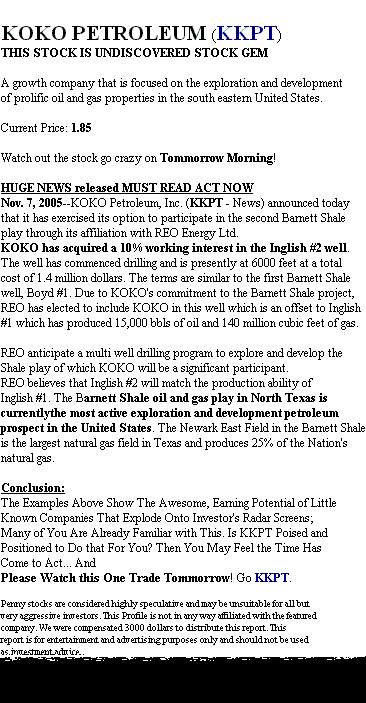 KOKO PETROLEUM (KKPT)
THIS STOCK IS UNDISCOVERED STOCK GEM
A growth company that is focused on the exploration and development
of prolific oil and gas properties in the south eastern United States.
Current Price: 1.85
Watch out the stock go crazy on Tommorrow Morning!
HUGE NEWS released MUST READ ACT NOW
Nov. 7, 2005--KOKO Petroleum, Inc. (KKPT - News) announced today
that it has exercised its option to participate in the second Barnett Shale
play through its affiliation with REO Energy Ltd.
KOKO has acquired a 10% working interest in the Inglish #2 well.
The well has commenced drilling and is presently at 6000 feet at a total
cost of 1.4 million dollars. The terms are similar to the first Barnett Shale
well, Boyd #1. Due to KOKO's commitment to the Barnett Shale project,
REO has elected to include KOKO in this well which is an offset to Inglish
#1 which has produced 15,000 bbls of oil and 140 million cubic feet of gas.
REO anticipate a multi well drilling program to explore and develop the
Shale play of which KOKO will be a significant participant.
REO believes that Inglish #2 will match the production ability of
Inglish #1. The Barnett Shale oil and gas play in North Texas is
currentlythe most active exploration and development petroleum
prospect in the United States. The Newark East Field in the Barnett Shale
is the largest natural gas field in Texas and produces 25% of the Nation's
natural gas.
Conclusion:
The Examples Above Show The Awesome, Earning Potential of Little
Known Companies That Explode Onto Investor's Radar Screens;
Many of You Are Already Familiar with This. Is KKPT Poised and
Positioned to Do that For You? Then You May Feel the Time Has
Come to Act... And
Please Watch this One Trade Tommorrow! Go KKPT.
Penny stocks are considered highly speculative and may be unsuitable for all but
very aggressive investors. This Profile is not in any way affiliated with the featured
company. We were compensated 3000 dollars to distribute this report. This
report is for entertainment and advertising purposes only and should not be used
as investment advice.